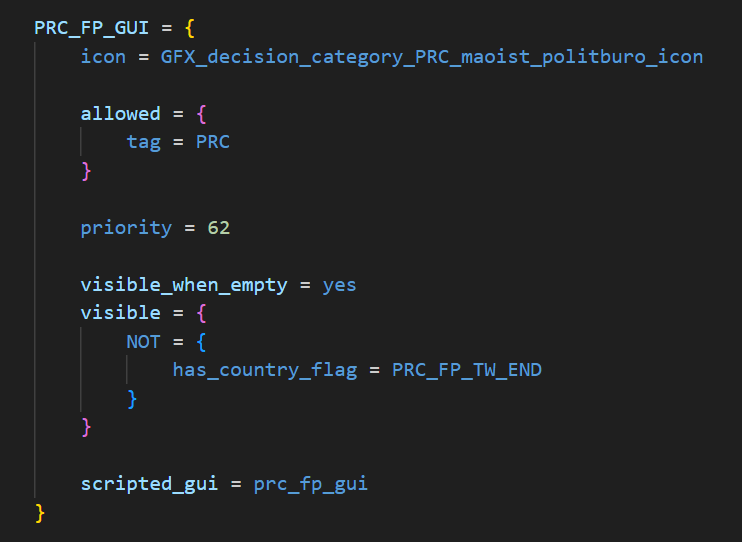 PRC_FP_GUI = {
icon = GFX_decision_category_PRC_maoist_politburo_icon
allowed = {
tag = PRC
}
priority = 62
visible_when_empty = yes
visible = {
NOT = {
has_country_flag = PRC_FP_TW_END
}
}
scripted_gui = prc_fp_gui
}